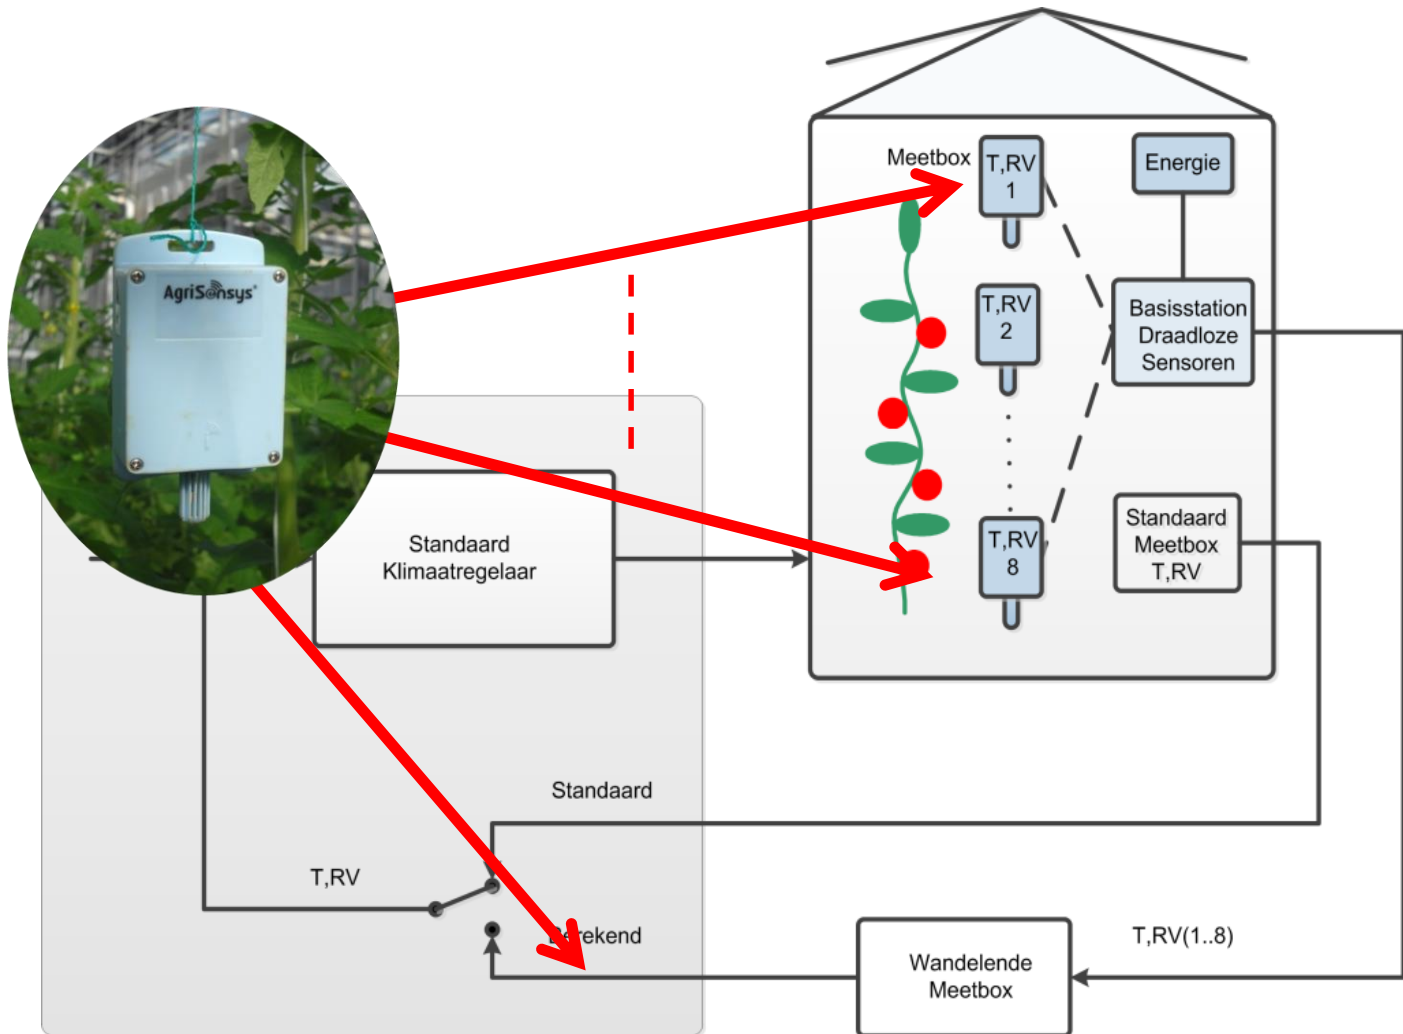 Meetbox
T,RV
1
Energie
AgriSensys®
T,RV
2
Basisstation
Draadloze
Sensoren
Standaard
Klimaatregelaar
T,RV
8
Standaard
Meetbox
T,RV
Standaard
T,RV
Berekend
Wandelende
Meetbox
T,RV(1..8)